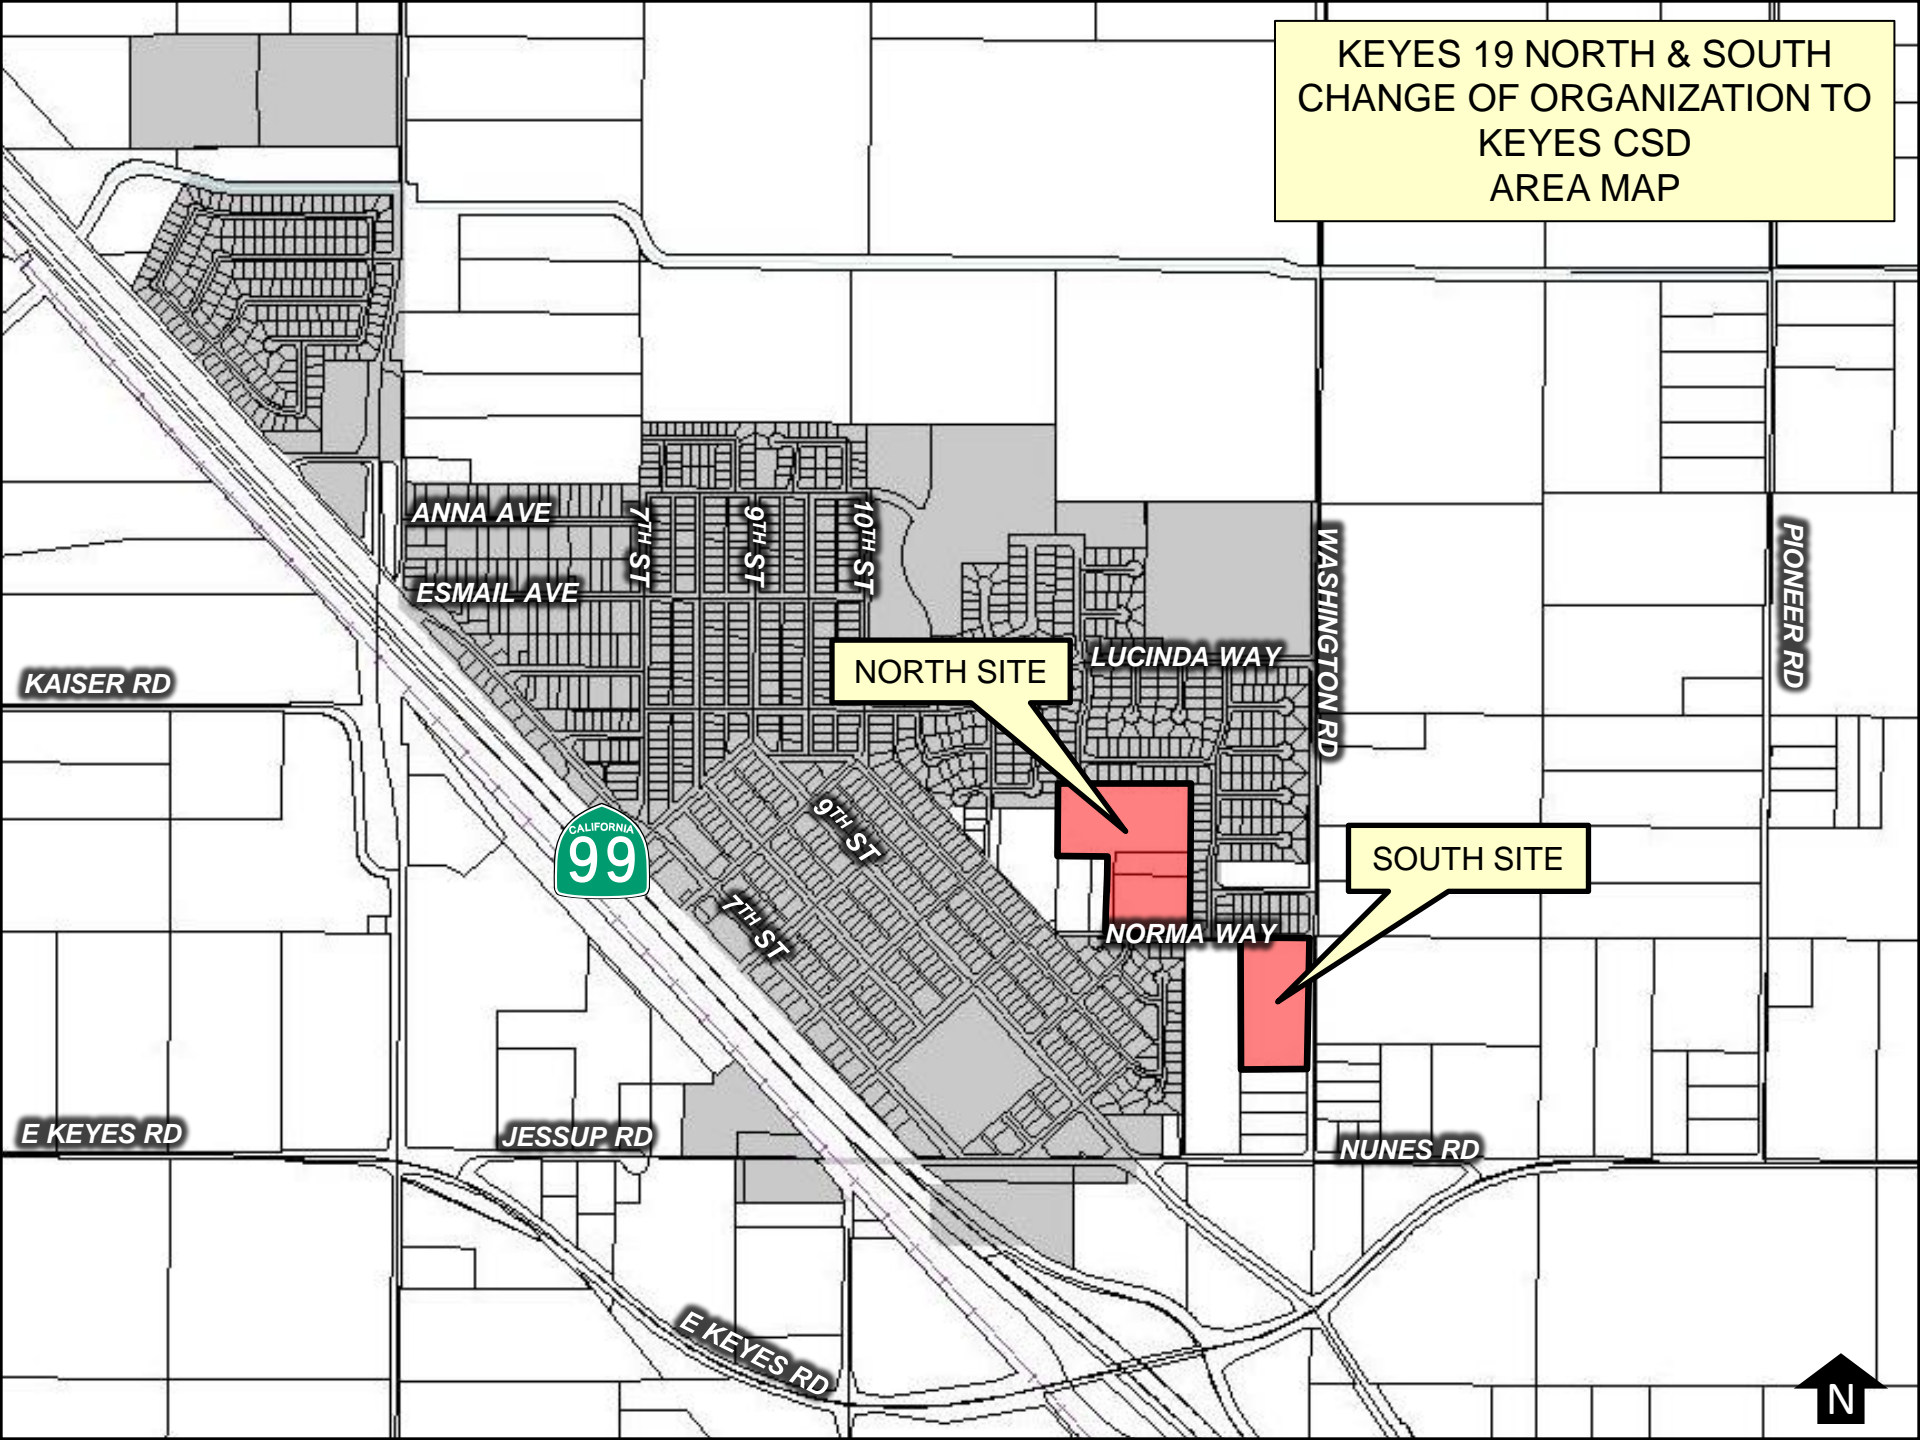 KEYES 19 NORTH & SOUTH
CHANGE OF ORGANIZATION TO
KEYES CSD
AREA MAP
ANNA AVE
7TH ST
9TH ST
10TH ST
WASHINGTON RD
PIONEER RD
ESMAIL AVE
LUCINDA WAY
NORTH SITE
KAISER RD
9TH ST
CALIFORNIA
99
SOUTH SITE
7TH ST
NORMA WAY
E KEYES RD
JESSUP RD
NUNES RD
E KEYES RD
N